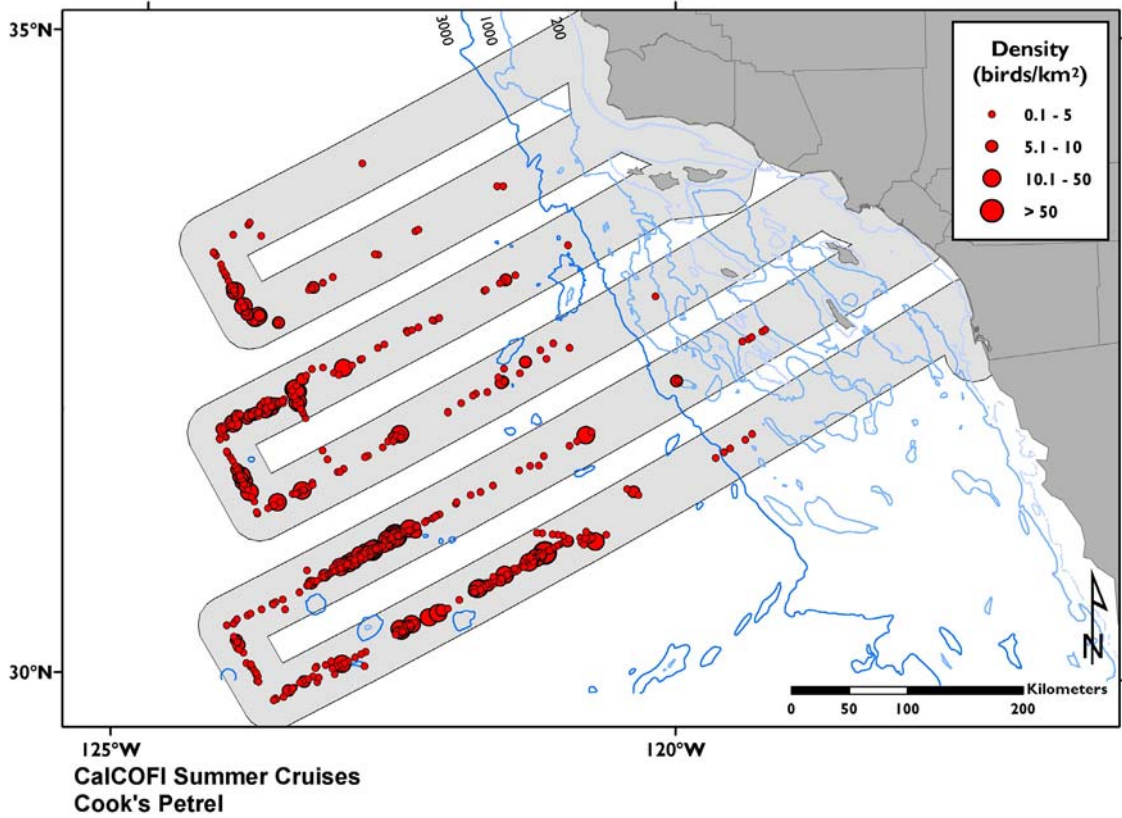 35°N
3000
1000
200
Density
(birds/km²)
0.1 - 5
5.1 - 10
10.1 - 50
> 50
30°N
N
Kilometers
0 50 100 200
125°W
120°W
CalCOFI Summer Cruises
Cook's Petrel